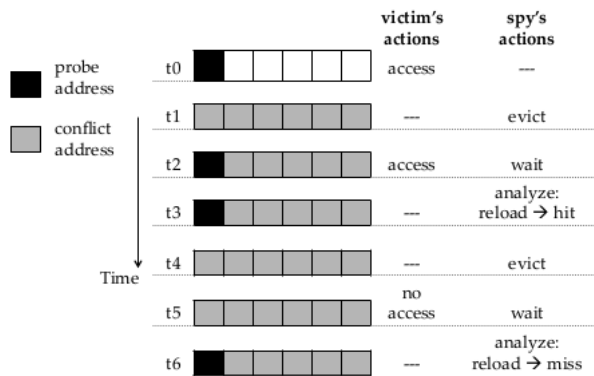 victim's spy's
actions actions
probe address
conflict address
t0 access ---
t1 --- evict
t2 access wait
t3 --- analyze: reload → hit
t4 --- evict
t5 no access wait
t6 --- analyze: reload → miss
Time